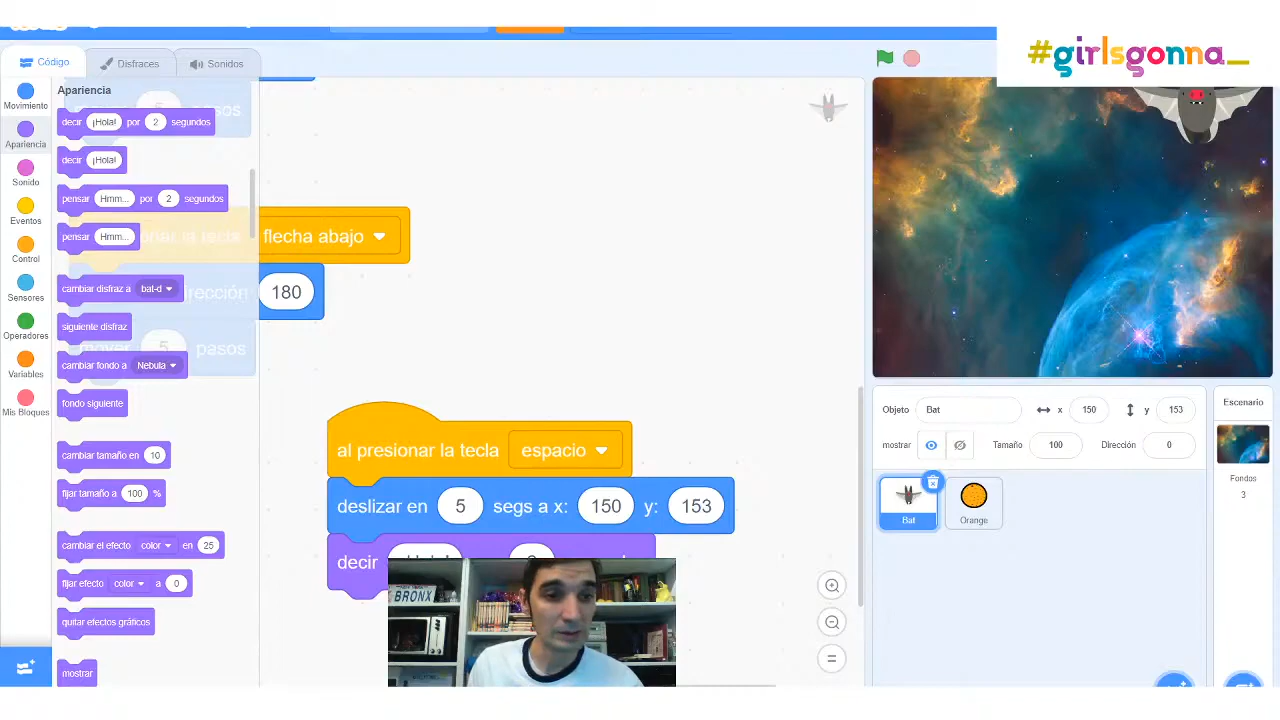 #girlsgonna_
Código
Disfraces
Sonidos
Movimiento
Apariencia
Sonido
Eventos
Control
Sensores
Operadores
Variables
Mis Bloques
Apariencia
decir ¡Hola! por 2 segundos
decir ¡Hola!
pensar Hmm... por 2 segundos
pensar Hmm...
cambiar disfraz a bat-d
siguiente disfraz
cambiar fondo a Nebula
fondo siguiente
cambiar tamaño en 10
fijar tamaño a 100 %
cambiar el efecto color en 25
fijar efecto color a 0
quitar efectos gráficos
mostrar
5 pasos
flecha abajo
180
5 pasos
al presionar la tecla espacio
deslizar en 5 segs a x: 150 y: 153
decir
BRONX
Objeto Bat x 150 y 153
mostrar Tamaño 100 Dirección 0
Bat
Orange
Escenario
Fondos
3